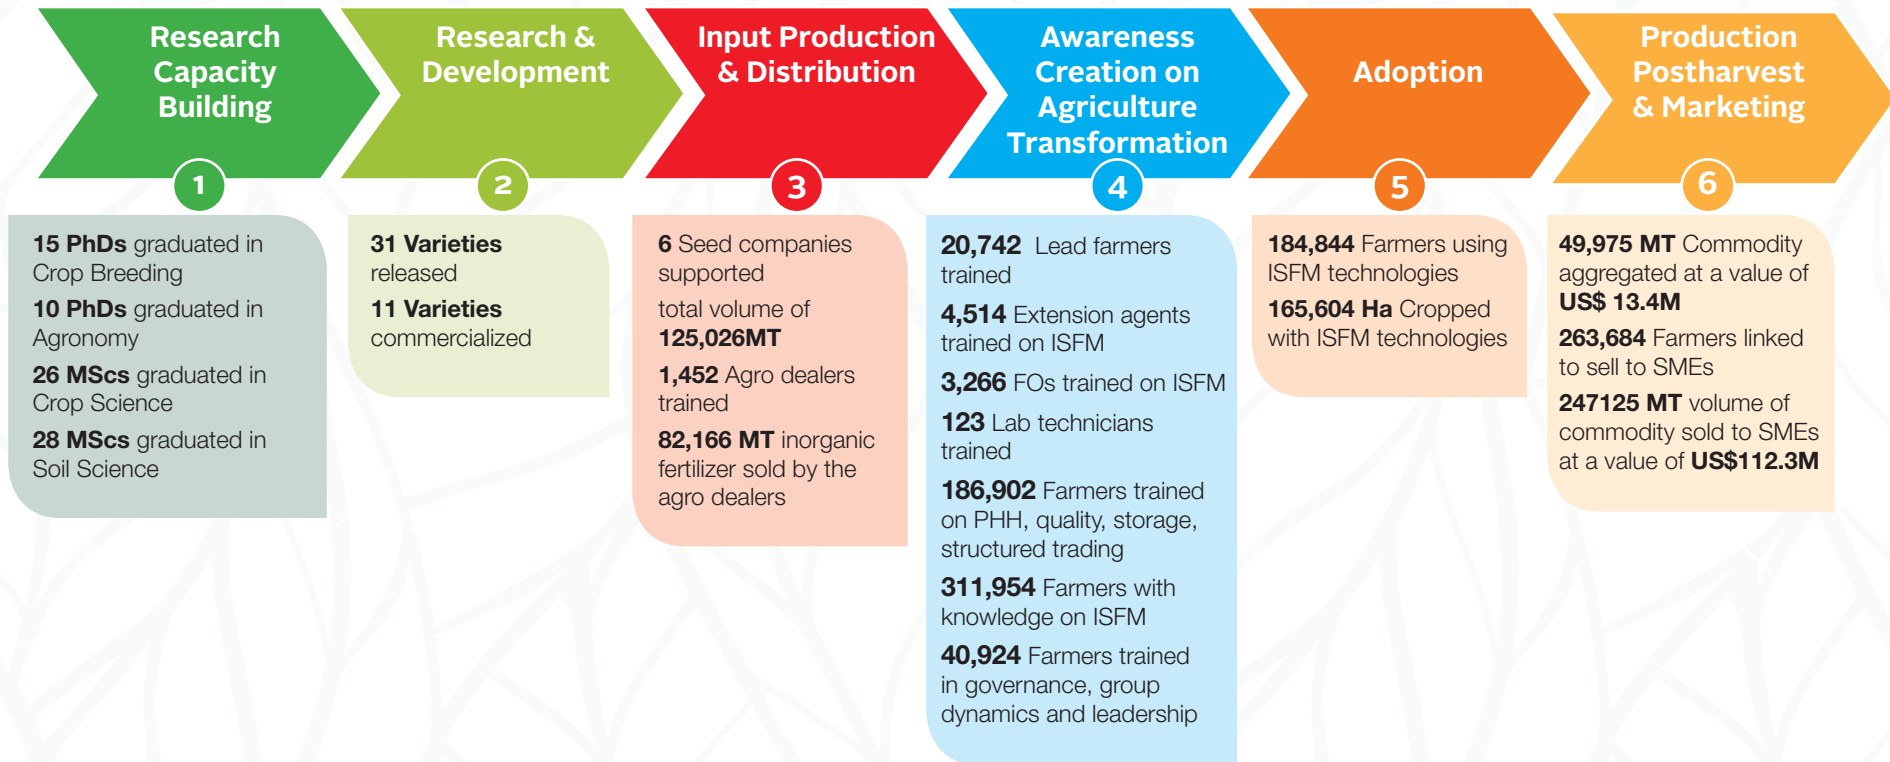 Research
Capacity
Building
1
15 PhDs graduated in
Crop Breeding
10 PhDs graduated in
Agronomy
26 MScs graduated in
Crop Science
28 MScs graduated in
Soil Science
Research &
Development
2
31 Varieties
released
11 Varieties
commercialized
Input Production
& Distribution
3
6 Seed companies
supported
total volume of
125,026MT
1,452 Agro dealers
trained
82,166 MT inorganic
fertilizer sold by the
agro dealers
Awareness
Creation on
Agriculture
Transformation
4
20,742 Lead farmers
trained
4,514 Extension agents
trained on ISFM
3,266 FOs trained on ISFM
123 Lab technicians
trained
186,902 Farmers trained
on PHH, quality, storage,
structured trading
311,954 Farmers with
knowledge on ISFM
40,924 Farmers trained
in governance, group
dynamics and leadership
Adoption
5
184,844 Farmers using
ISFM technologies
165,604 Ha Cropped
with ISFM technologies
Production
Postharvest
& Marketing
6
49,975 MT Commodity
aggregated at a value of
US$ 13.4M
263,684 Farmers linked
to sell to SMEs
247125 MT volume of
commodity sold to SMEs
at a value of US$112.3M